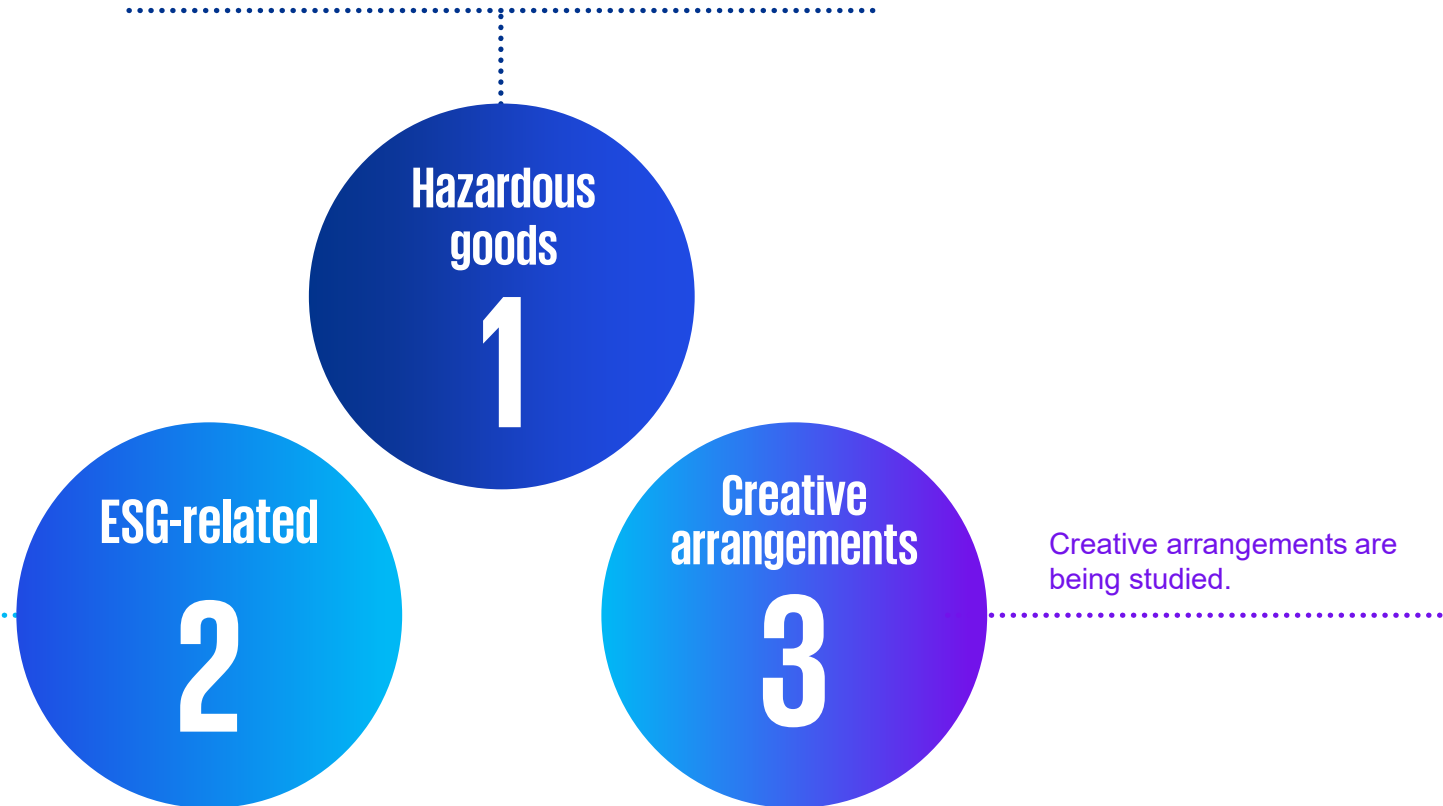 Hazardous
goods
1
ESG-related
2
Creative
arrangements
3
Creative arrangements are
being studied.